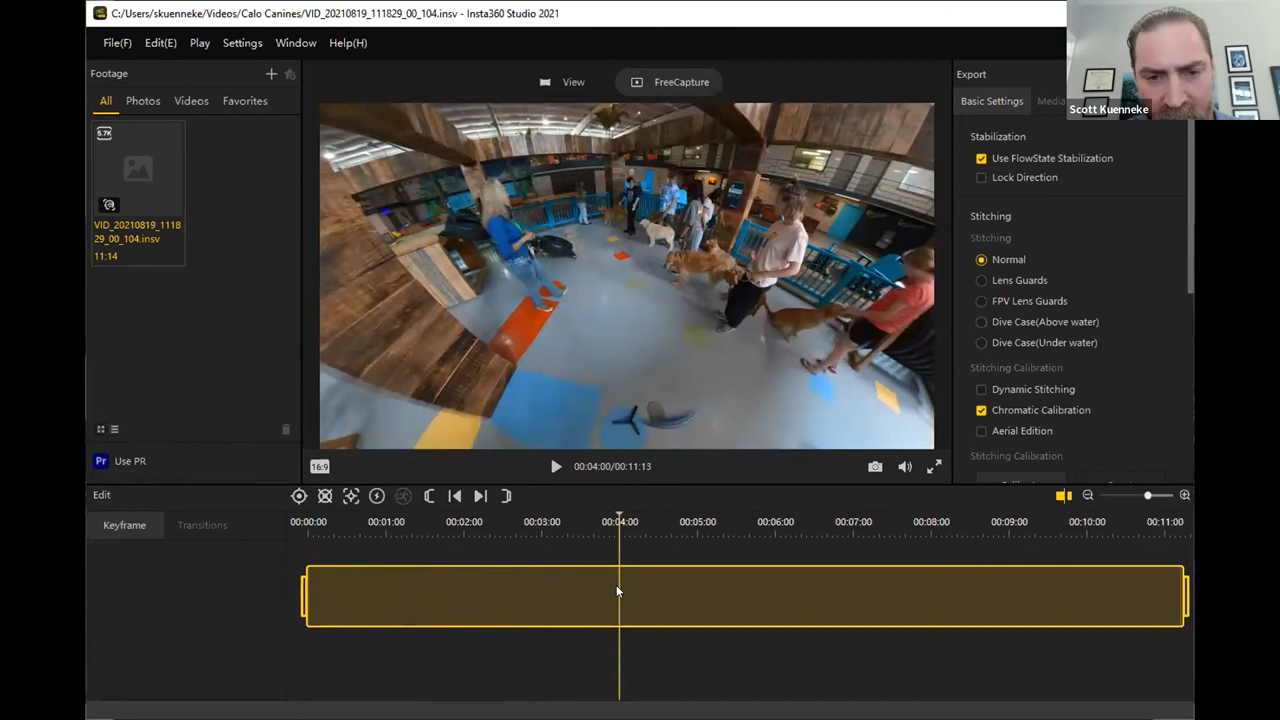 C:/Users/skuenneke/Videos/Calo Canines/VID_20210819_111829_00_104.insv - Insta360 Studio 2021
File(F) Edit(E) Play Settings Window Help(H)
Scott Kuenneke
Footage
All Photos Videos Favorites
5.7K
VID_20210819_1118
29_00_104.insv
11:14
Pr Use PR
View FreeCapture
16:9
00:04:00/00:11:13
Export
Basic Settings Media
Stabilization
Use FlowState Stabilization
Lock Direction
Stitching
Stitching
Normal
Lens Guards
FPV Lens Guards
Dive Case(Above water)
Dive Case(Under water)
Stitching Calibration
Dynamic Stitching
Chromatic Calibration
Aerial Edition
Stitching Calibration
Edit
Keyframe Transitions
00:00:00 00:01:00 00:02:00 00:03:00 00:04:00 00:05:00 00:06:00 00:07:00 00:08:00 00:09:00 00:10:00 00:11:00